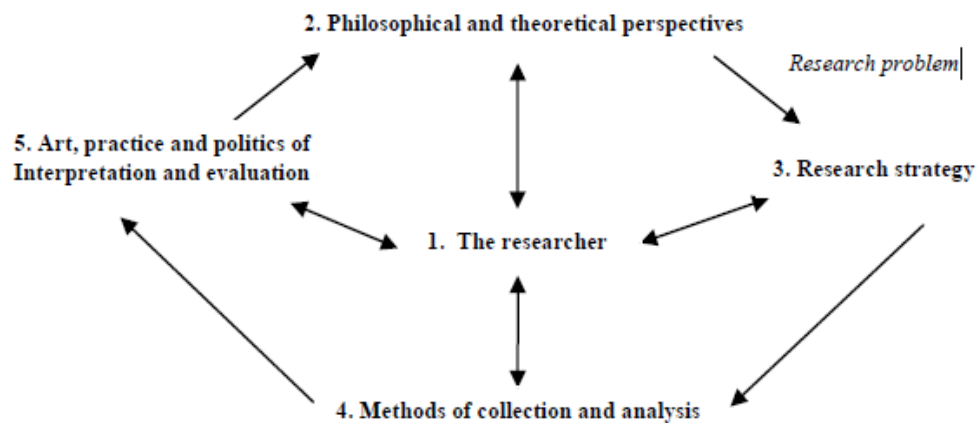 2. Philosophical and theoretical perspectives
Research problem
5. Art, practice and politics of
Interpretation and evaluation
3. Research strategy
1. The researcher
4. Methods of collection and analysis